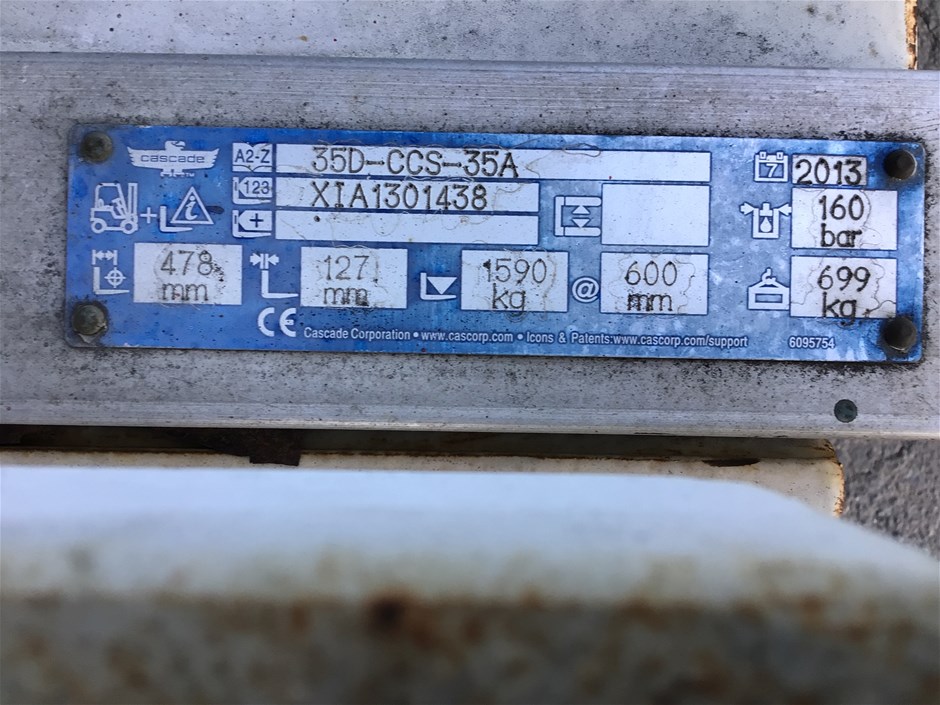 cascade
A2-Z 35D-CCS-35A 7 2013
123 XIA1301438
160 bar
478 mm 127 mm 1590 kg @ 600 mm 699 kg
CE Cascade Corporation • www.cascorp.com • Icons & Patents:www.cascorp.com/support 6095754